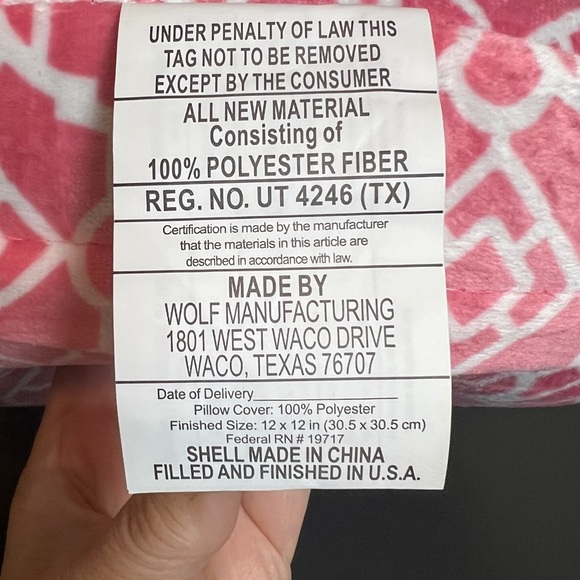 UNDER PENALTY OF LAW THIS
TAG NOT TO BE REMOVED
EXCEPT BY THE CONSUMER
ALL NEW MATERIAL
Consisting of
100% POLYESTER FIBER
REG. NO. UT 4246 (TX)
Certification is made by the manufacturer
that the materials in this article are
described in accordance with law.
MADE BY
WOLF MANUFACTURING
1801 WEST WACO DRIVE
WACO, TEXAS 76707
Date of Delivery
Pillow Cover: 100% Polyester
Finished Size: 12 x 12 in (30.5 x 30.5 cm)
Federal RN # 19717
SHELL MADE IN CHINA
FILLED AND FINISHED IN U.S.A.